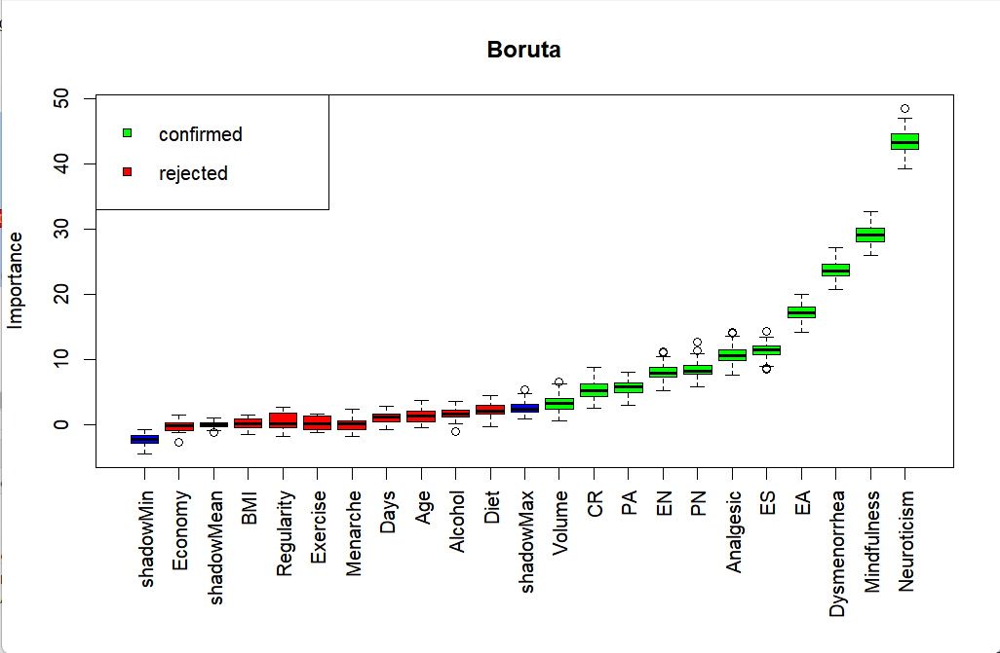 Boruta
confirmed
rejected
Importance
50
40
30
20
10
0
shadowMin
Economy
shadowMean
BMI
Regularity
Exercise
Menarche
Days
Age
Alcohol
Diet
shadowMax
Volume
CR
PA
EN
PN
Analgesic
ES
EA
Dysmenorrhea
Mindfulness
Neuroticism